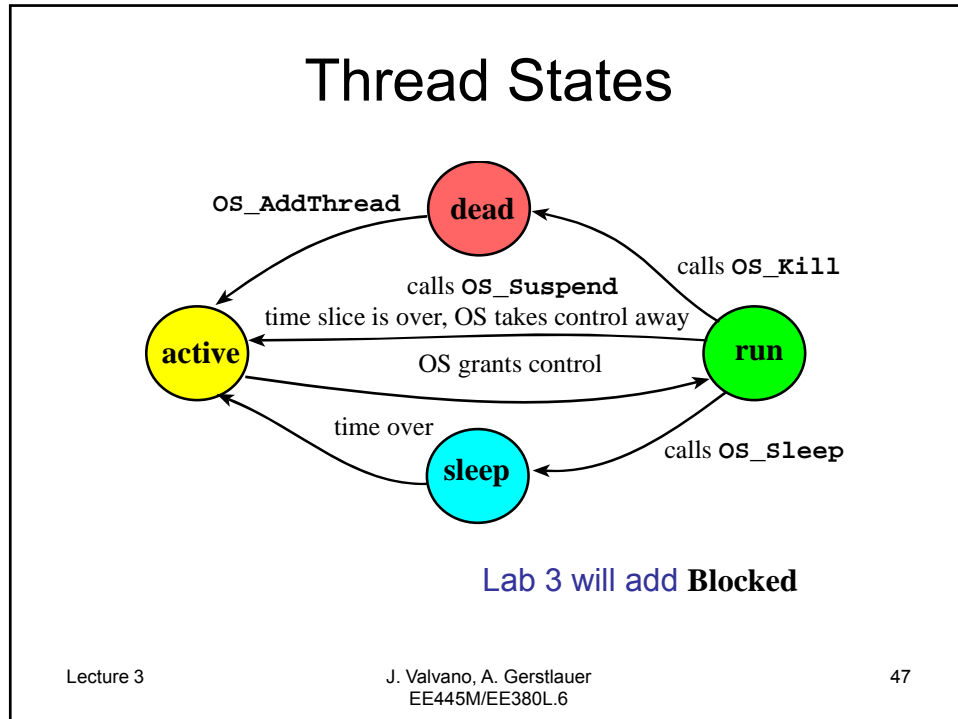 Thread States
OS_AddThread
dead
calls OS_Kill
calls OS_Suspend
time slice is over, OS takes control away
active
run
OS grants control
time over
sleep
calls OS_Sleep
Lab 3 will add Blocked
Lecture 3
J. Valvano, A. Gerstlauer
EE445M/EE380L.6
47